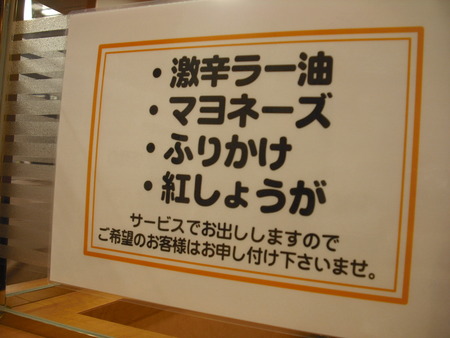 ・激辛ラー油
・マヨネーズ
・ふりかけ
・紅しょうが
サービスでお出ししますので
ご希望のお客様はお申し付け下さいませ。